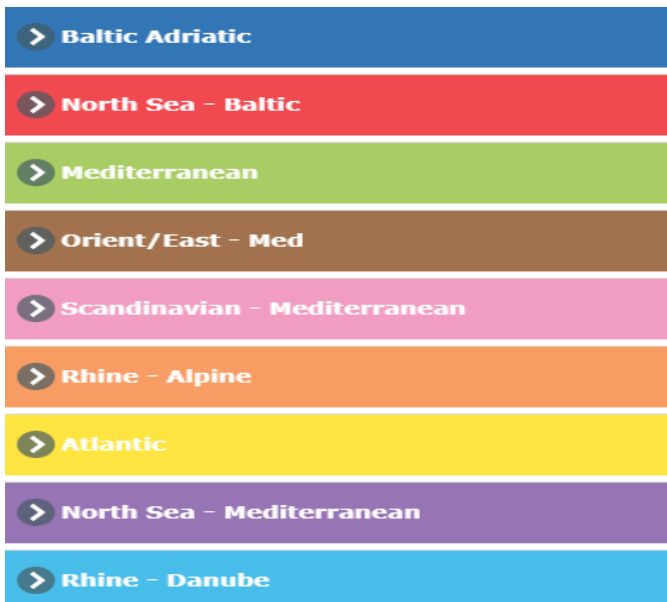 Baltic Adriatic
North Sea - Baltic
Mediterranean
Orient/East - Med
Scandinavian - Mediterranean
Rhine - Alpine
Atlantic
North Sea - Mediterranean
Rhine - Danube